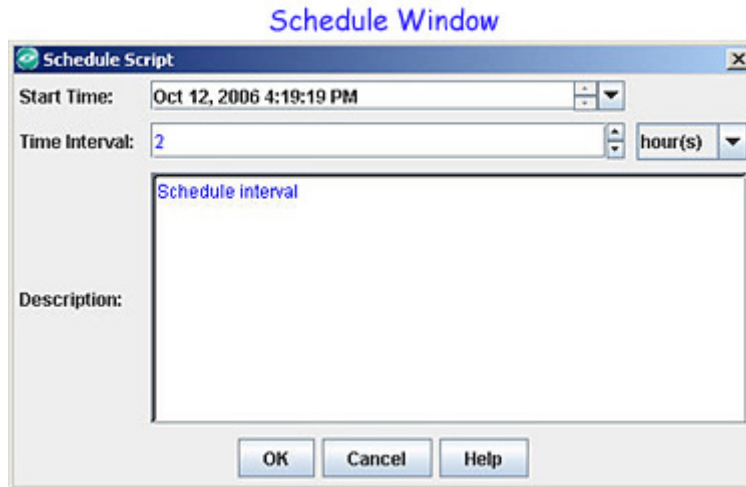 Schedule Window
Schedule Script
Start Time: Oct 12, 2006 4:19:19 PM
Time Interval: 2 hour(s)
Schedule interval
Description:
OK Cancel Help